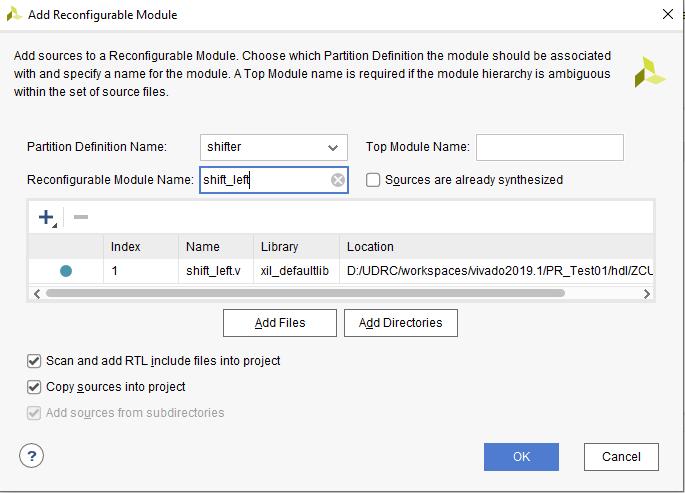 Add Reconfigurable Module
Add sources to a Reconfigurable Module. Choose which Partition Definition the module should be associated
with and specify a name for the module. A Top Module name is required if the module hierarchy is ambiguous
within the set of source files.
Partition Definition Name: shifter Top Module Name:
Reconfigurable Module Name: shift_left Sources are already synthesized
Index Name Library Location
1 shift_left.v xil_defaultlib D:/UDRC/workspaces/vivado2019.1/PR_Test01/hdl/ZCU
Add Files Add Directories
Scan and add RTL include files into project
Copy sources into project
Add sources from subdirectories
? OK Cancel